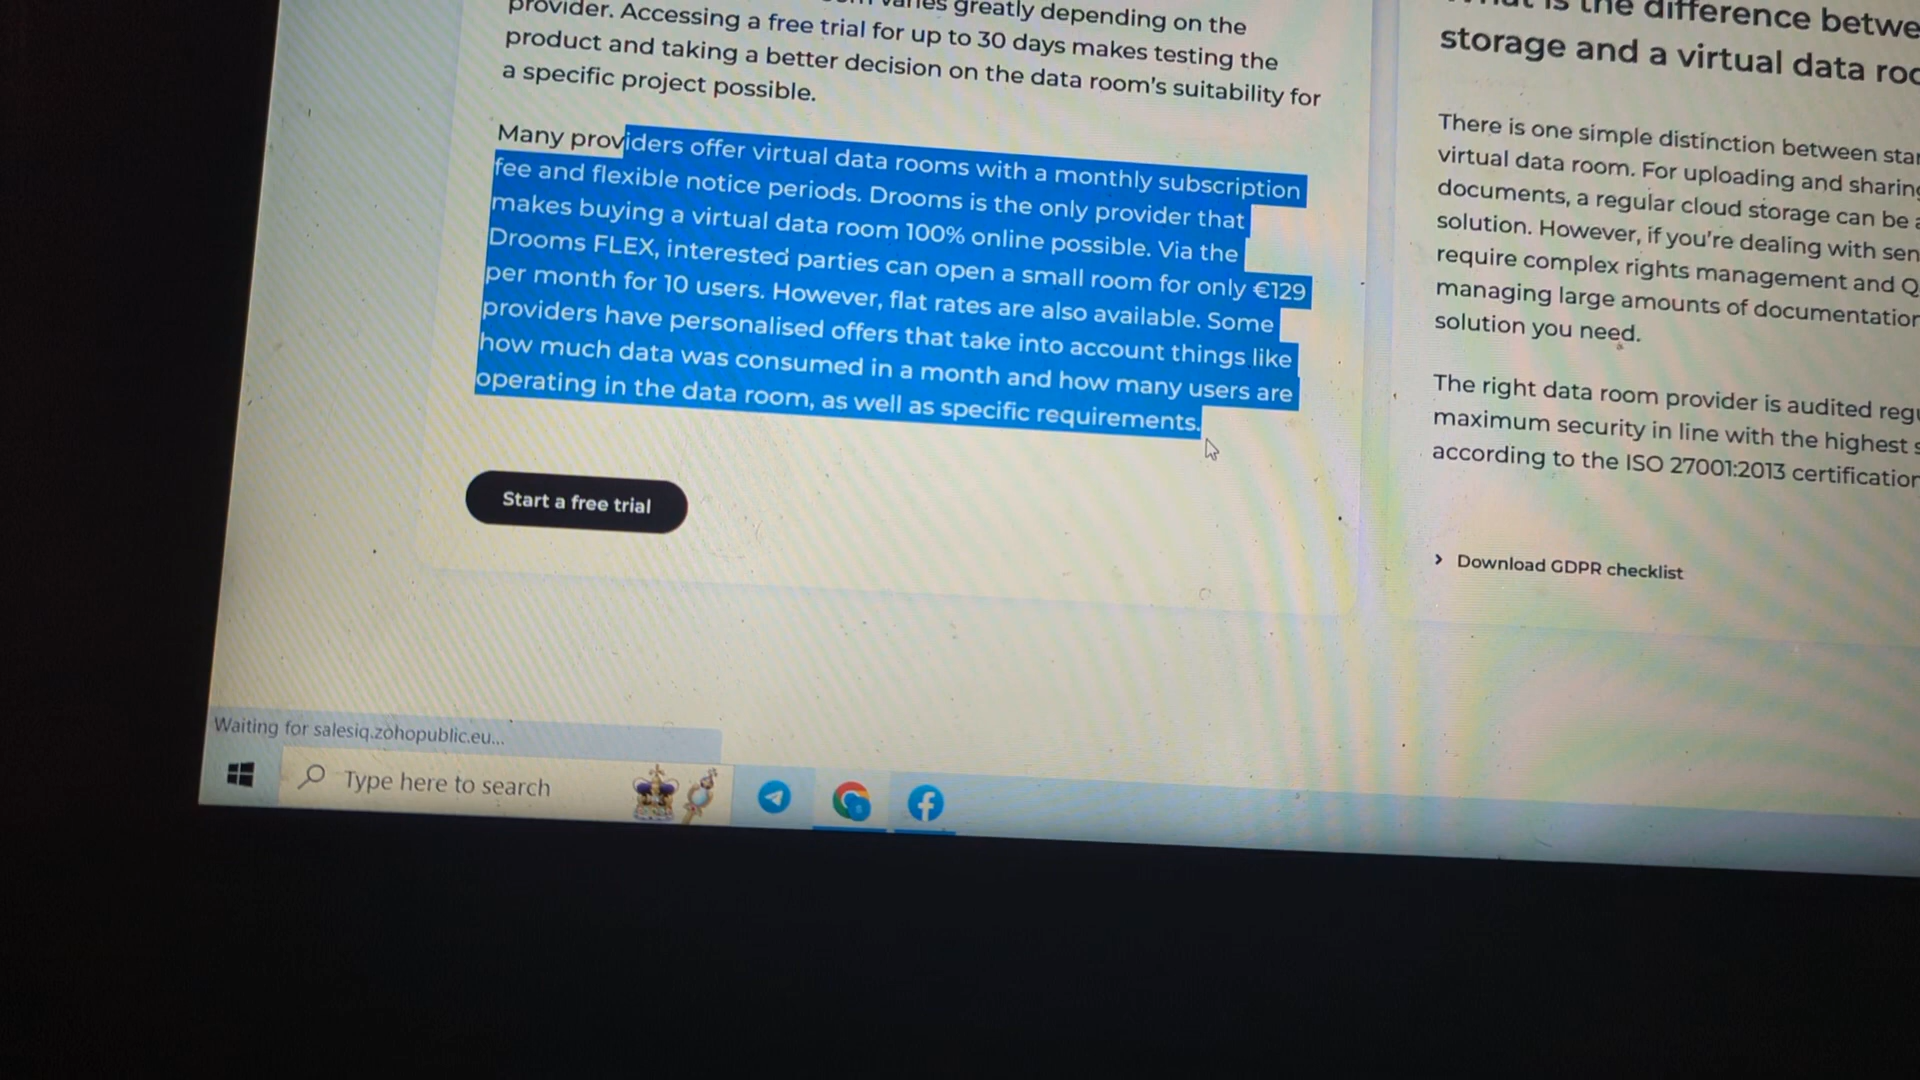 varies greatly depending on the
provider. Accessing a free trial for up to 30 days makes testing the
product and taking a better decision on the data room's suitability for
a specific project possible.
Many providers offer virtual data rooms with a monthly subscription
fee and flexible notice periods. Drooms is the only provider that
makes buying a virtual data room 100% online possible. Via the
Drooms FLEX, interested parties can open a small room for only €129
per month for 10 users. However, flat rates are also available. Some
providers have personalised offers that take into account things like
how much data was consumed in a month and how many users are
operating in the data room, as well as specific requirements.
Start a free trial
is the difference betwe
storage and a virtual data roo
There is one simple distinction between stan
virtual data room. For uploading and sharing
documents, a regular cloud storage can be a
solution. However, if you're dealing with sen
require complex rights management and Q
managing large amounts of documentation
solution you need.
The right data room provider is audited regu
maximum security in line with the highest s
according to the ISO 27001:2013 certification
Download GDPR checklist
Waiting for salesiq.zohopublic.eu...
Type here to search